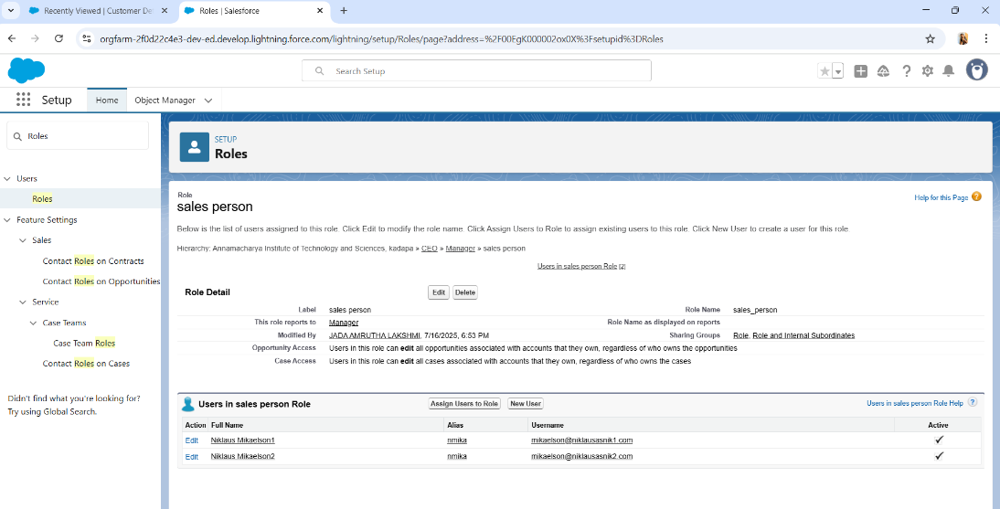 Recently Viewed | Customer De
Roles | Salesforce
orgfarm-2f0d22c4e3-dev-ed.develop.lightning.force.com/lightning/setup/Roles/page?address=%2F00EgK000002ox0X%3Fsetupid%3DRoles
Search Setup
Setup
Home
Object Manager
Roles
Users
Roles
Feature Settings
Sales
Contact Roles on Contracts
Contact Roles on Opportunities
Service
Case Teams
Case Team Roles
Contact Roles on Cases
Didn't find what you're looking for?
Try using Global Search.
SETUP
Roles
Role
sales person
Help for this Page
Below is the list of users assigned to this role. Click Edit to modify the role name. Click Assign Users to Role to assign existing users to this role. Click New User to create a user for this role.
Hierarchy: Annamacharya Institute of Technology and Sciences, kadapa » CEO » Manager » sales person
Users in sales person Role [2]
Role Detail Edit Delete
Label sales person Role Name sales_person
This role reports to Manager Role Name as displayed on reports
Modified By JADA AMRUTHA LAKSHMI, 7/16/2025, 6:53 PM Sharing Groups Role, Role and Internal Subordinates
Opportunity Access Users in this role can edit all opportunities associated with accounts that they own, regardless of who owns the opportunities
Case Access Users in this role can edit all cases associated with accounts that they own, regardless of who owns the cases
Users in sales person Role Assign Users to Role New User Users in sales person Role Help ?
Action Full Name Alias Username Active
Edit Niklaus Mikaelson1 nmika mikaelson@niklausasnik1.com
Edit Niklaus Mikaelson2 nmika mikaelson@niklausasnik2.com